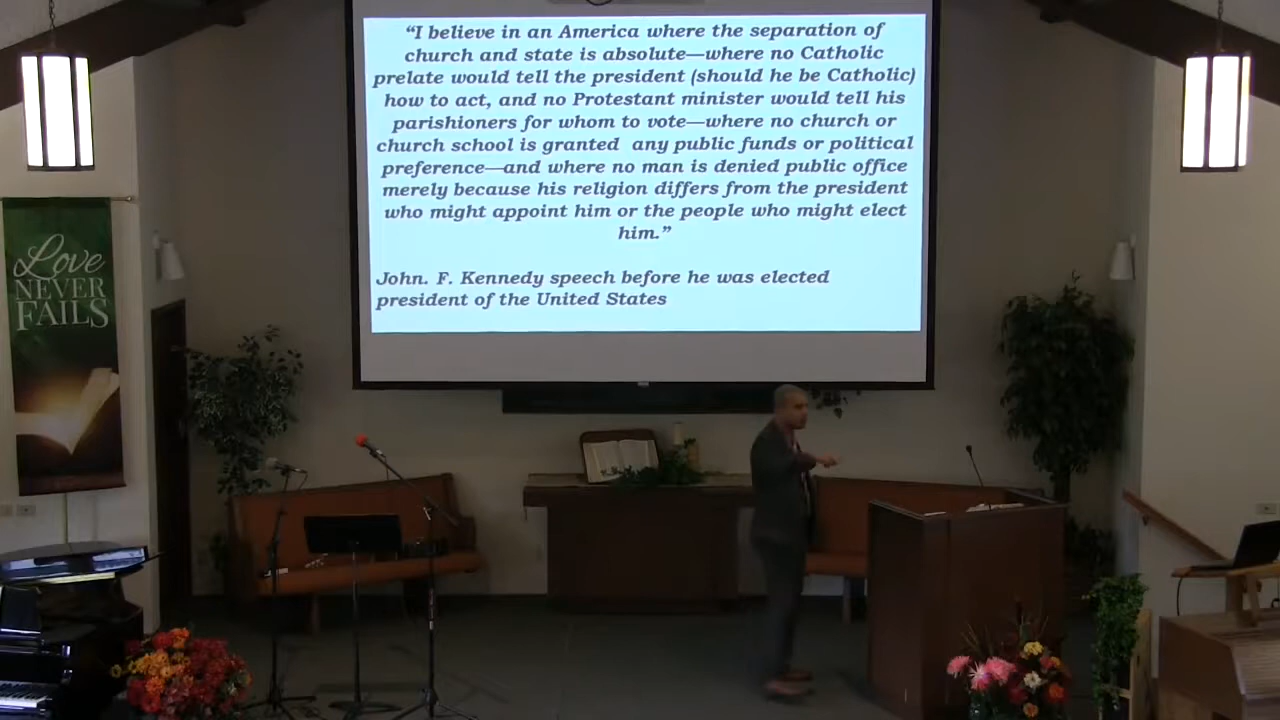 “I believe in an America where the separation of
church and state is absolute—where no Catholic
prelate would tell the president (should he be Catholic)
how to act, and no Protestant minister would tell his
parishioners for whom to vote—where no church or
church school is granted  any public funds or political
preference—and where no man is denied public office
merely because his religion differs from the president
who might appoint him or the people who might elect
him.”
John. F. Kennedy speech before he was elected
president of the United States
Love
NEVER
FAILS